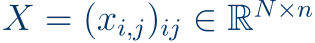 X = (x_{i,j})_{ij} ∈ ℝ^{N×n}